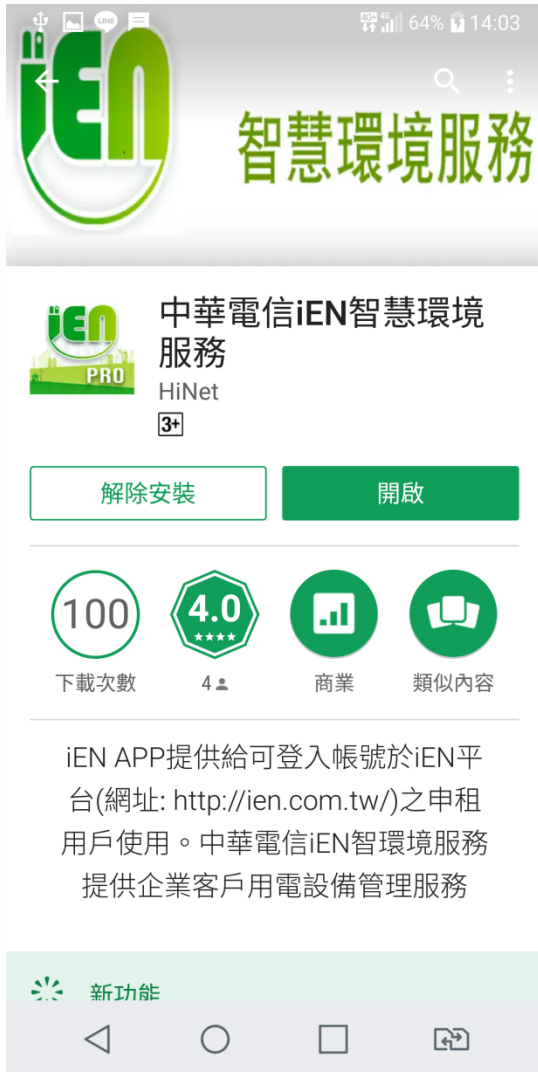 4G+ 4G 64% 14:03
LINE
iEN
智慧環境服務
iEN
PRO
中華電信iEN智慧環境
服務
HiNet
3+
解除安裝
開啟
100
4.0
下載次數
4
商業
類似內容
iEN APP提供給可登入帳號於iEN平
台(網址: http://ien.com.tw/)之申租
用戶使用。中華電信iEN智環境服務
提供企業客戶用電設備管理服務
新功能